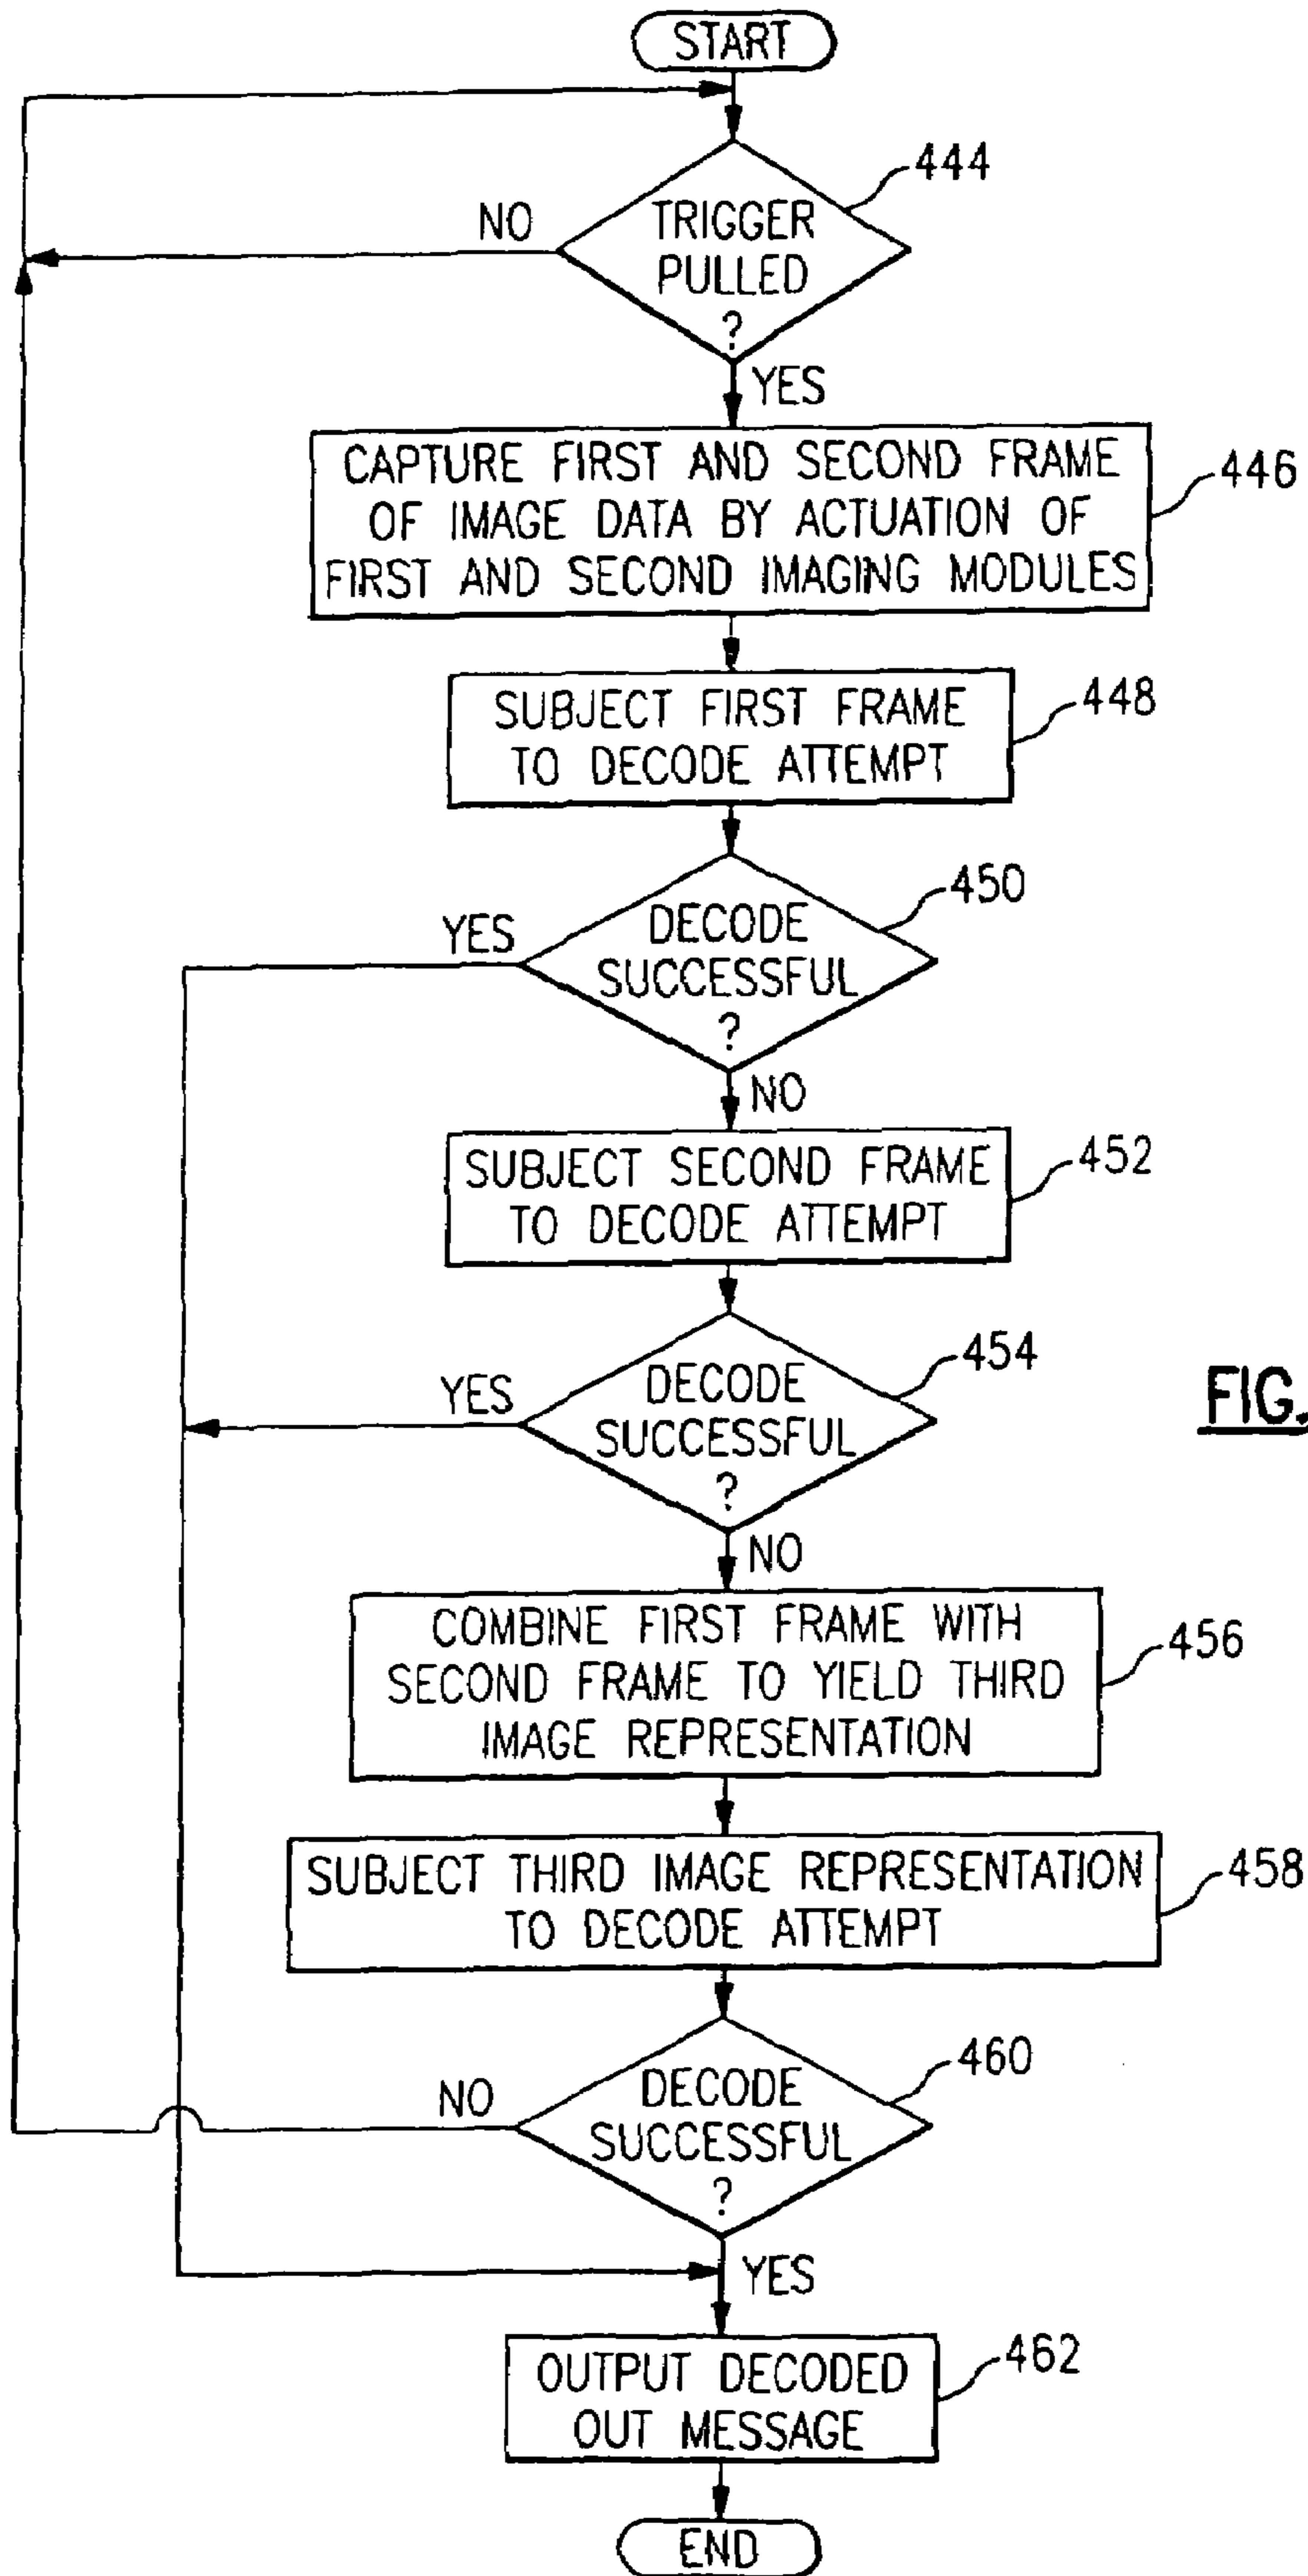 START
444
TRIGGER
PULLED
?
NO
YES
CAPTURE FIRST AND SECOND FRAME
OF IMAGE DATA BY ACTUATION OF
FIRST AND SECOND IMAGING MODULES
446
SUBJECT FIRST FRAME
TO DECODE ATTEMPT
448
DECODE
SUCCESSFUL
?
450
YES
NO
SUBJECT SECOND FRAME
TO DECODE ATTEMPT
452
DECODE
SUCCESSFUL
?
454
YES
NO
FIG.
COMBINE FIRST FRAME WITH
SECOND FRAME TO YIELD THIRD
IMAGE REPRESENTATION
456
SUBJECT THIRD IMAGE REPRESENTATION
TO DECODE ATTEMPT
458
DECODE
SUCCESSFUL
?
460
NO
YES
OUTPUT DECODED
OUT MESSAGE
462
END